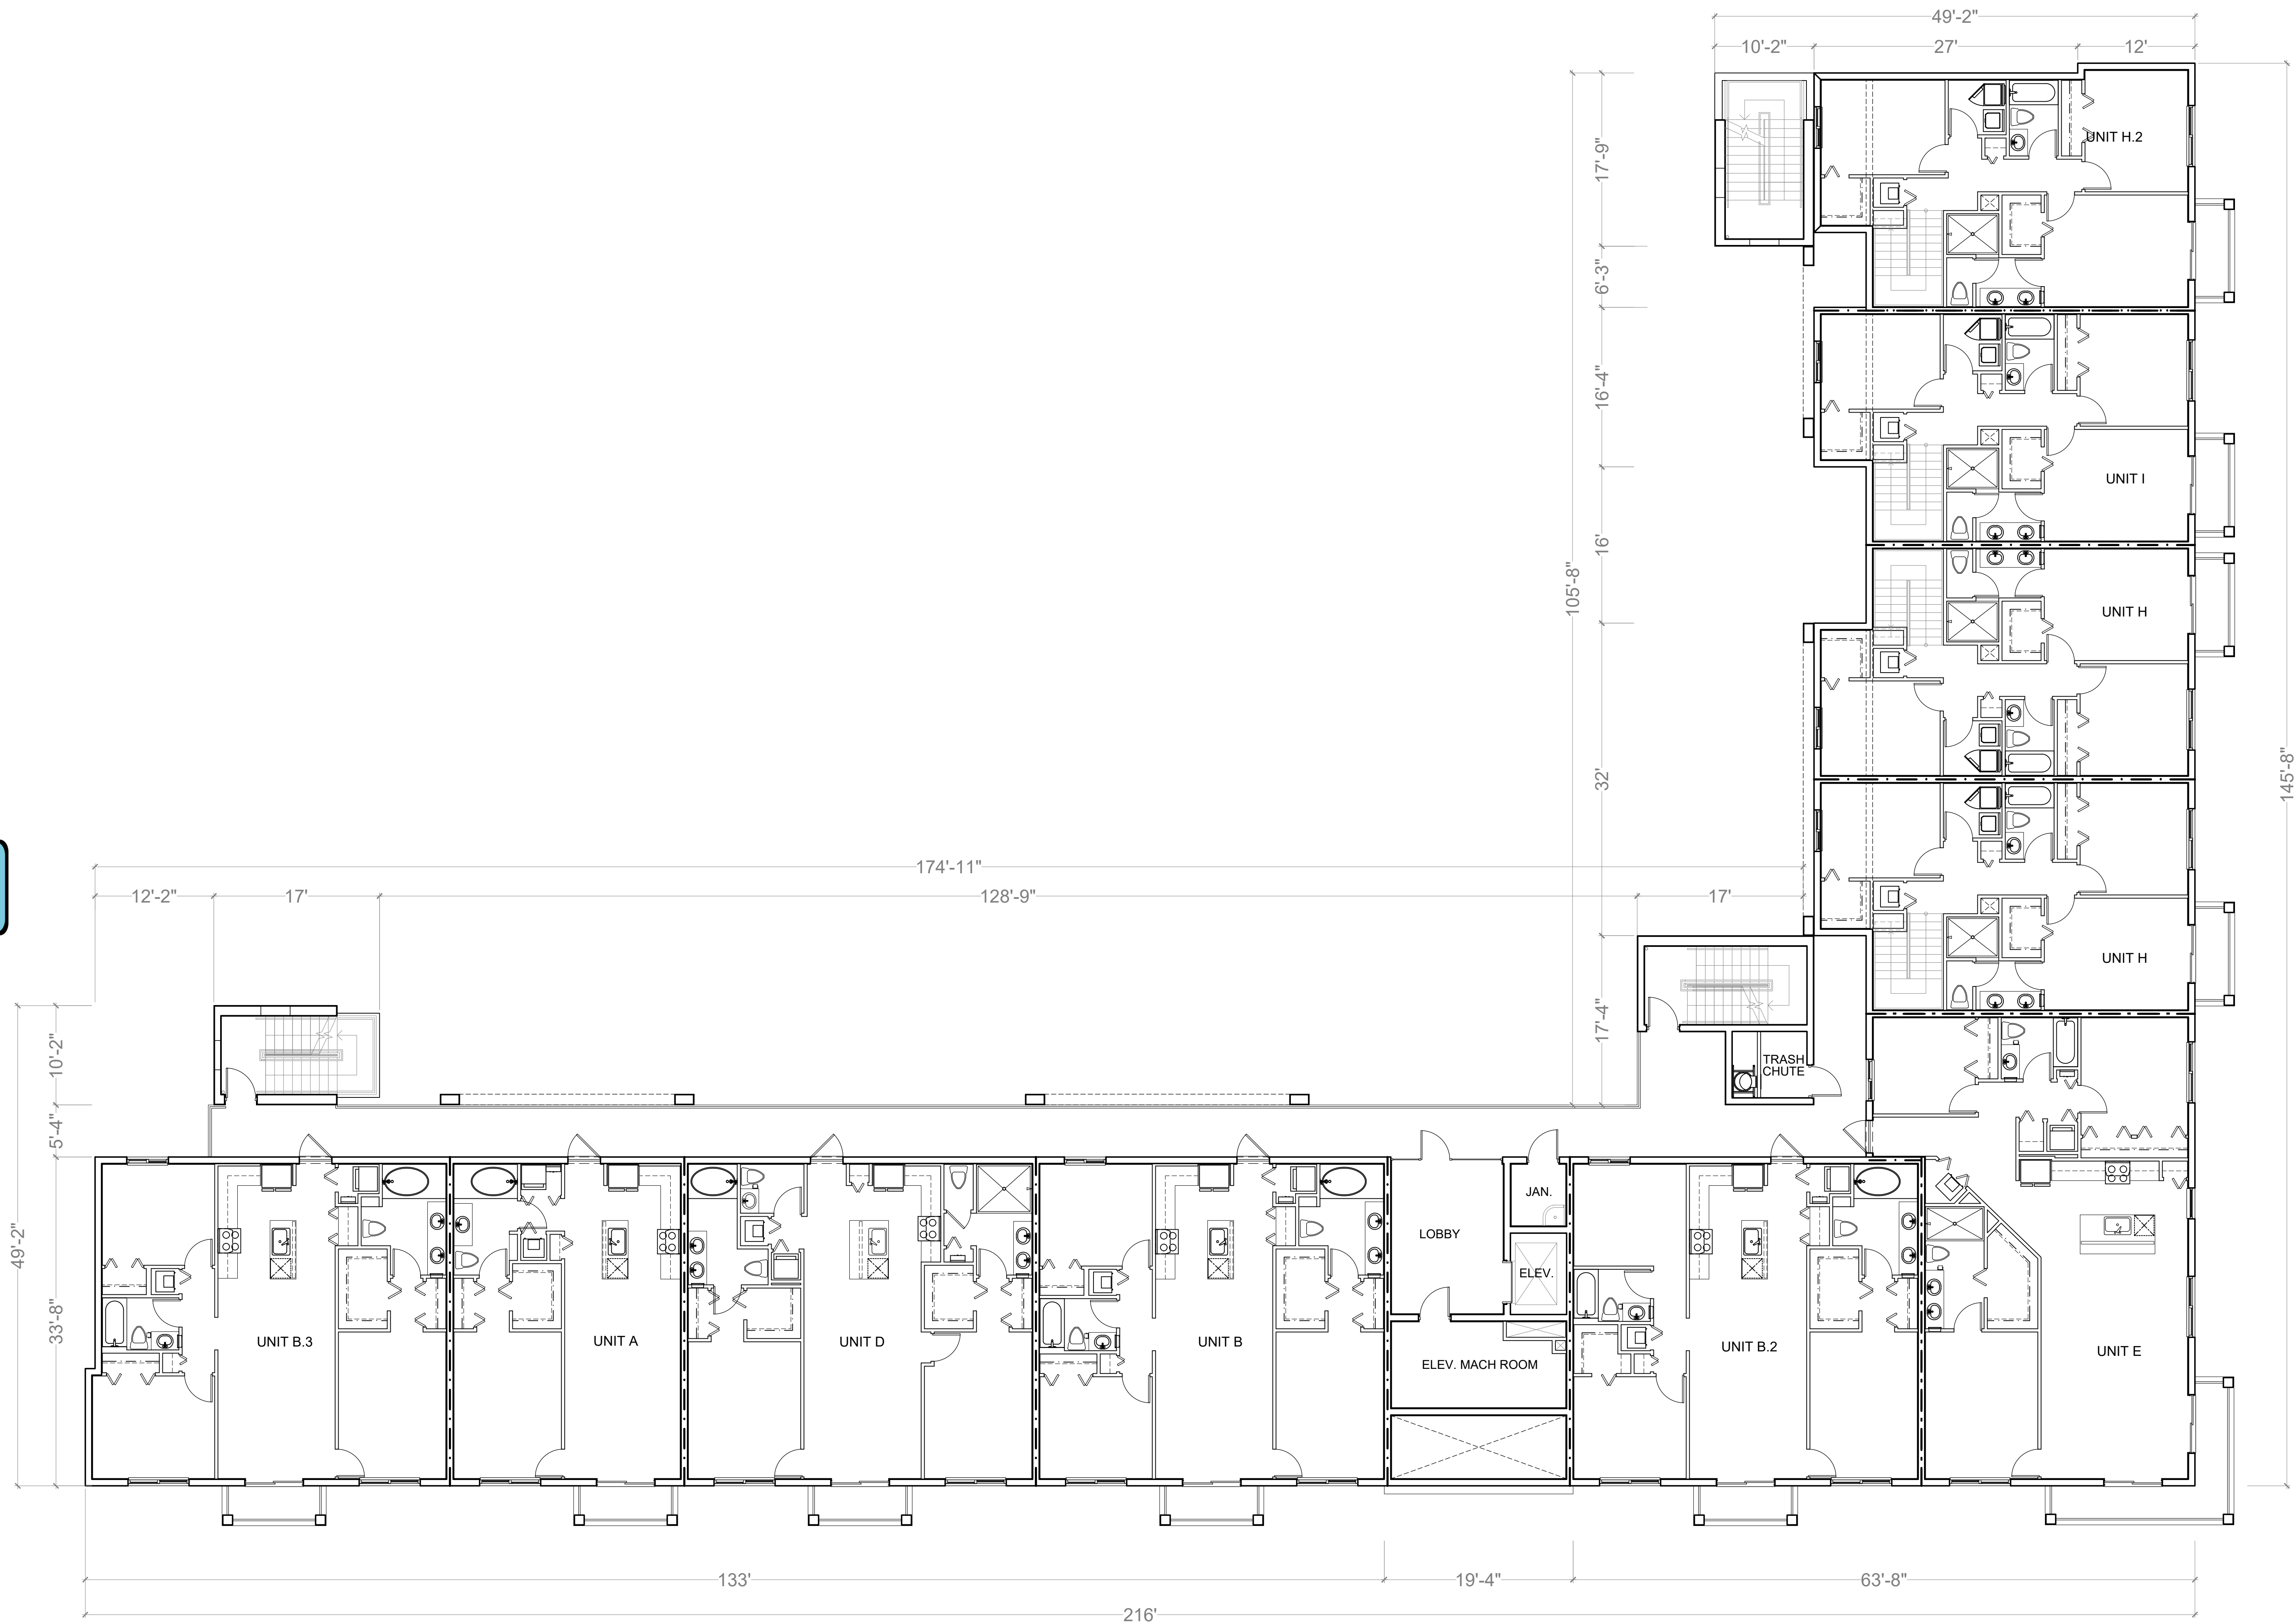 49'-2"
10'-2"
27'
12'
17'-9"
UNIT H.2
6'-3"
16'-4"
UNIT I
16'
105'-8"
UNIT H
145'-8"
32'
174'-11"
12'-2"
17'
128'-9"
17'
UNIT H
17'-4"
10'-2"
TRASH
CHUTE
5'-4"
49'-2"
33'-8"
JAN.
LOBBY
ELEV.
UNIT B.3
UNIT A
UNIT D
UNIT B
ELEV. MACH ROOM
UNIT B.2
UNIT E
133'
19'-4"
63'-8"
216'